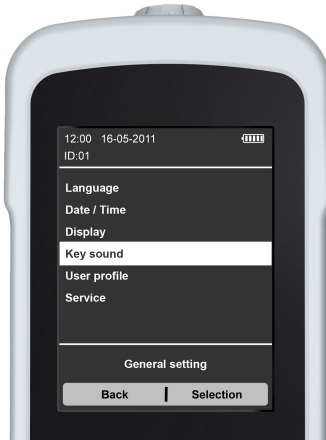 12:00 16-05-2011
ID:01
Language
Date / Time
Display
Key sound
User profile
Service
General setting
Back | Selection